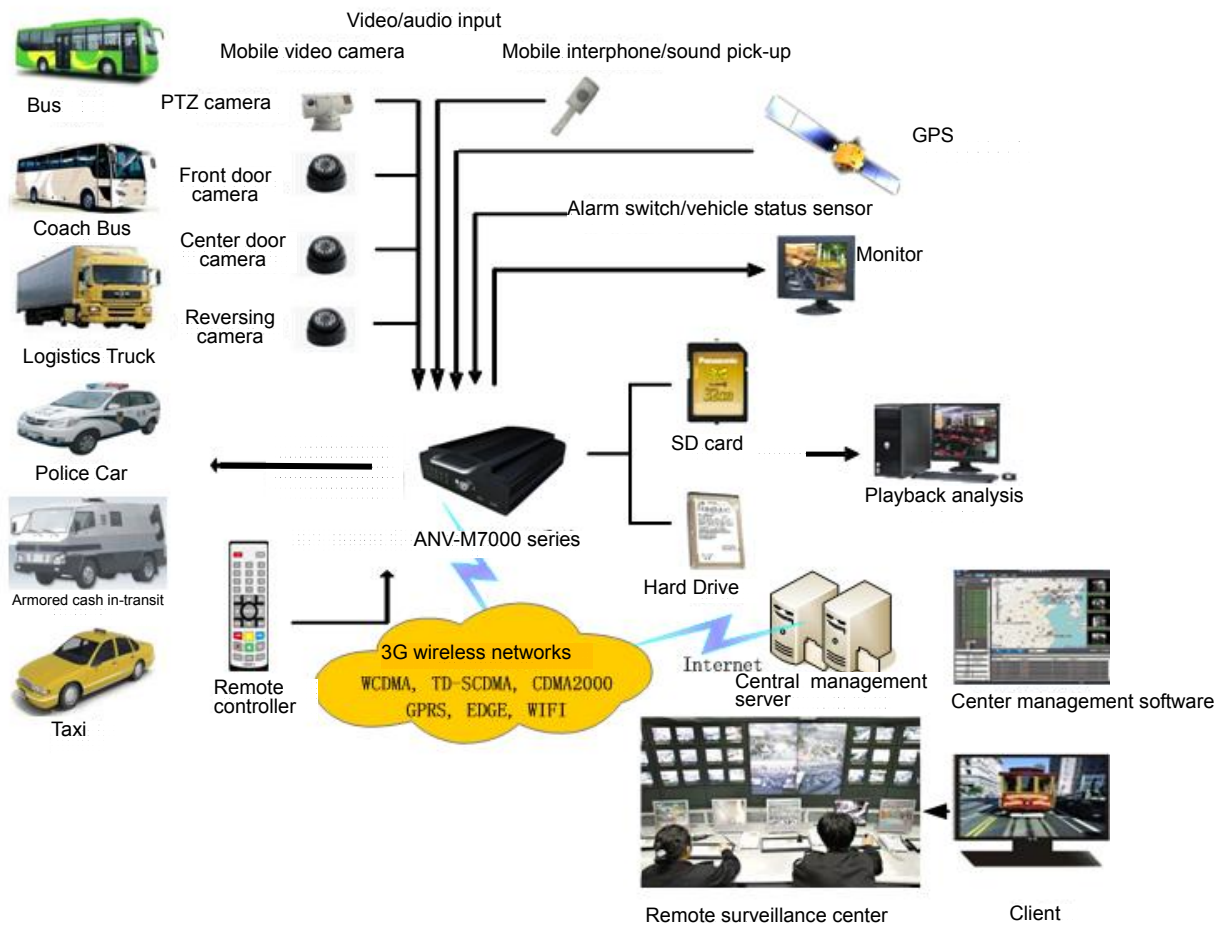 Video/audio input
Mobile video camera
Mobile interphone/sound pick-up
Bus
PTZ camera
GPS
Front door
camera
Coach Bus
Alarm switch/vehicle status sensor
Center door
camera
Monitor
Reversing
camera
Logistics Truck
Panasonic
32GB
SD card
Police Car
Playback analysis
ANV-M7000 series
Hard Drive
Armored cash in-transit
3G wireless networks
WCDMA, TD-SCDMA, CDMA2000
GPRS, EDGE, WIFI
Internet
Remote
controller
Central management
server
Center management software
Taxi
Remote surveillance center
Client